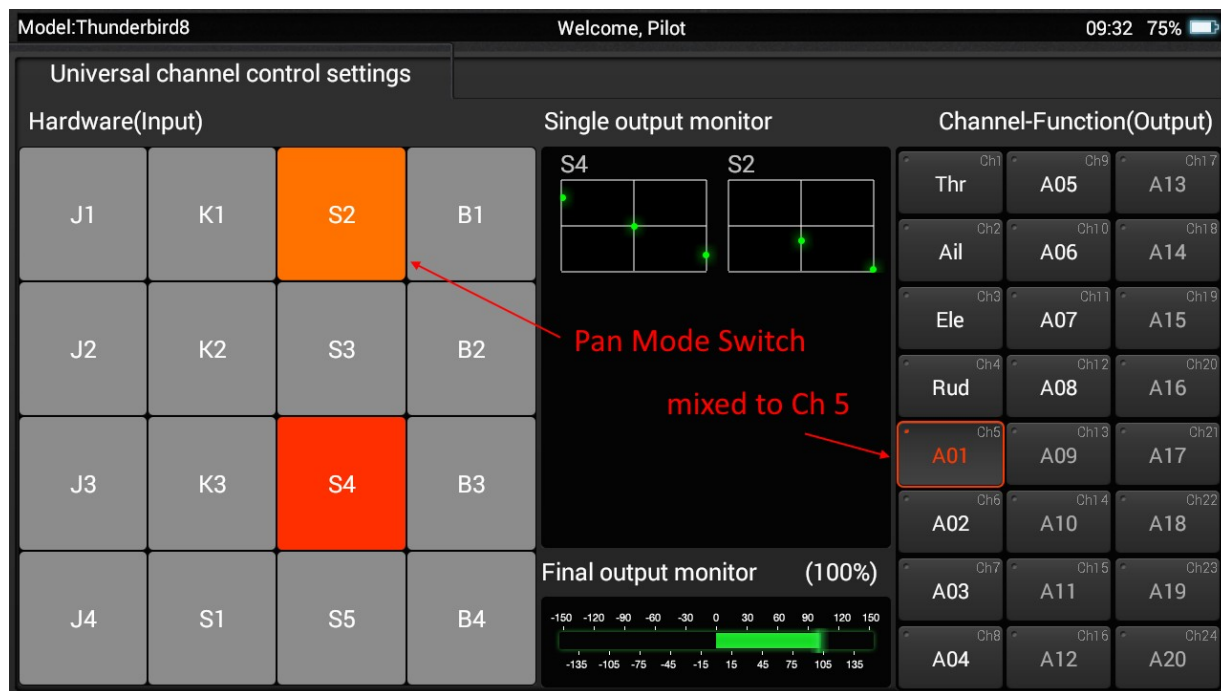 Model:Thunderbird8 Welcome, Pilot 09:32 75%
Universal channel control settings
Hardware(Input) Single output monitor Channel-Function(Output)
J1 K1 S2 B1
J2 K2 S3 B2
J3 K3 S4 B3
J4 S1 S5 B4
S4 S2
Pan Mode Switch
mixed to Ch 5
Final output monitor (100%)
-150 -120 -90 -60 -30 0 30 60 90 120 150
-135 -105 -75 -45 -15 15 45 75 105 135
Ch1 Ch9 Ch17
Thr A05 A13
Ch2 Ch10 Ch18
Ail A06 A14
Ch3 Ch11 Ch19
Ele A07 A15
Ch4 Ch12 Ch20
Rud A08 A16
Ch5 Ch13 Ch21
A01 A09 A17
Ch6 Ch14 Ch22
A02 A10 A18
Ch7 Ch15 Ch23
A03 A11 A19
Ch8 Ch16 Ch24
A04 A12 A20